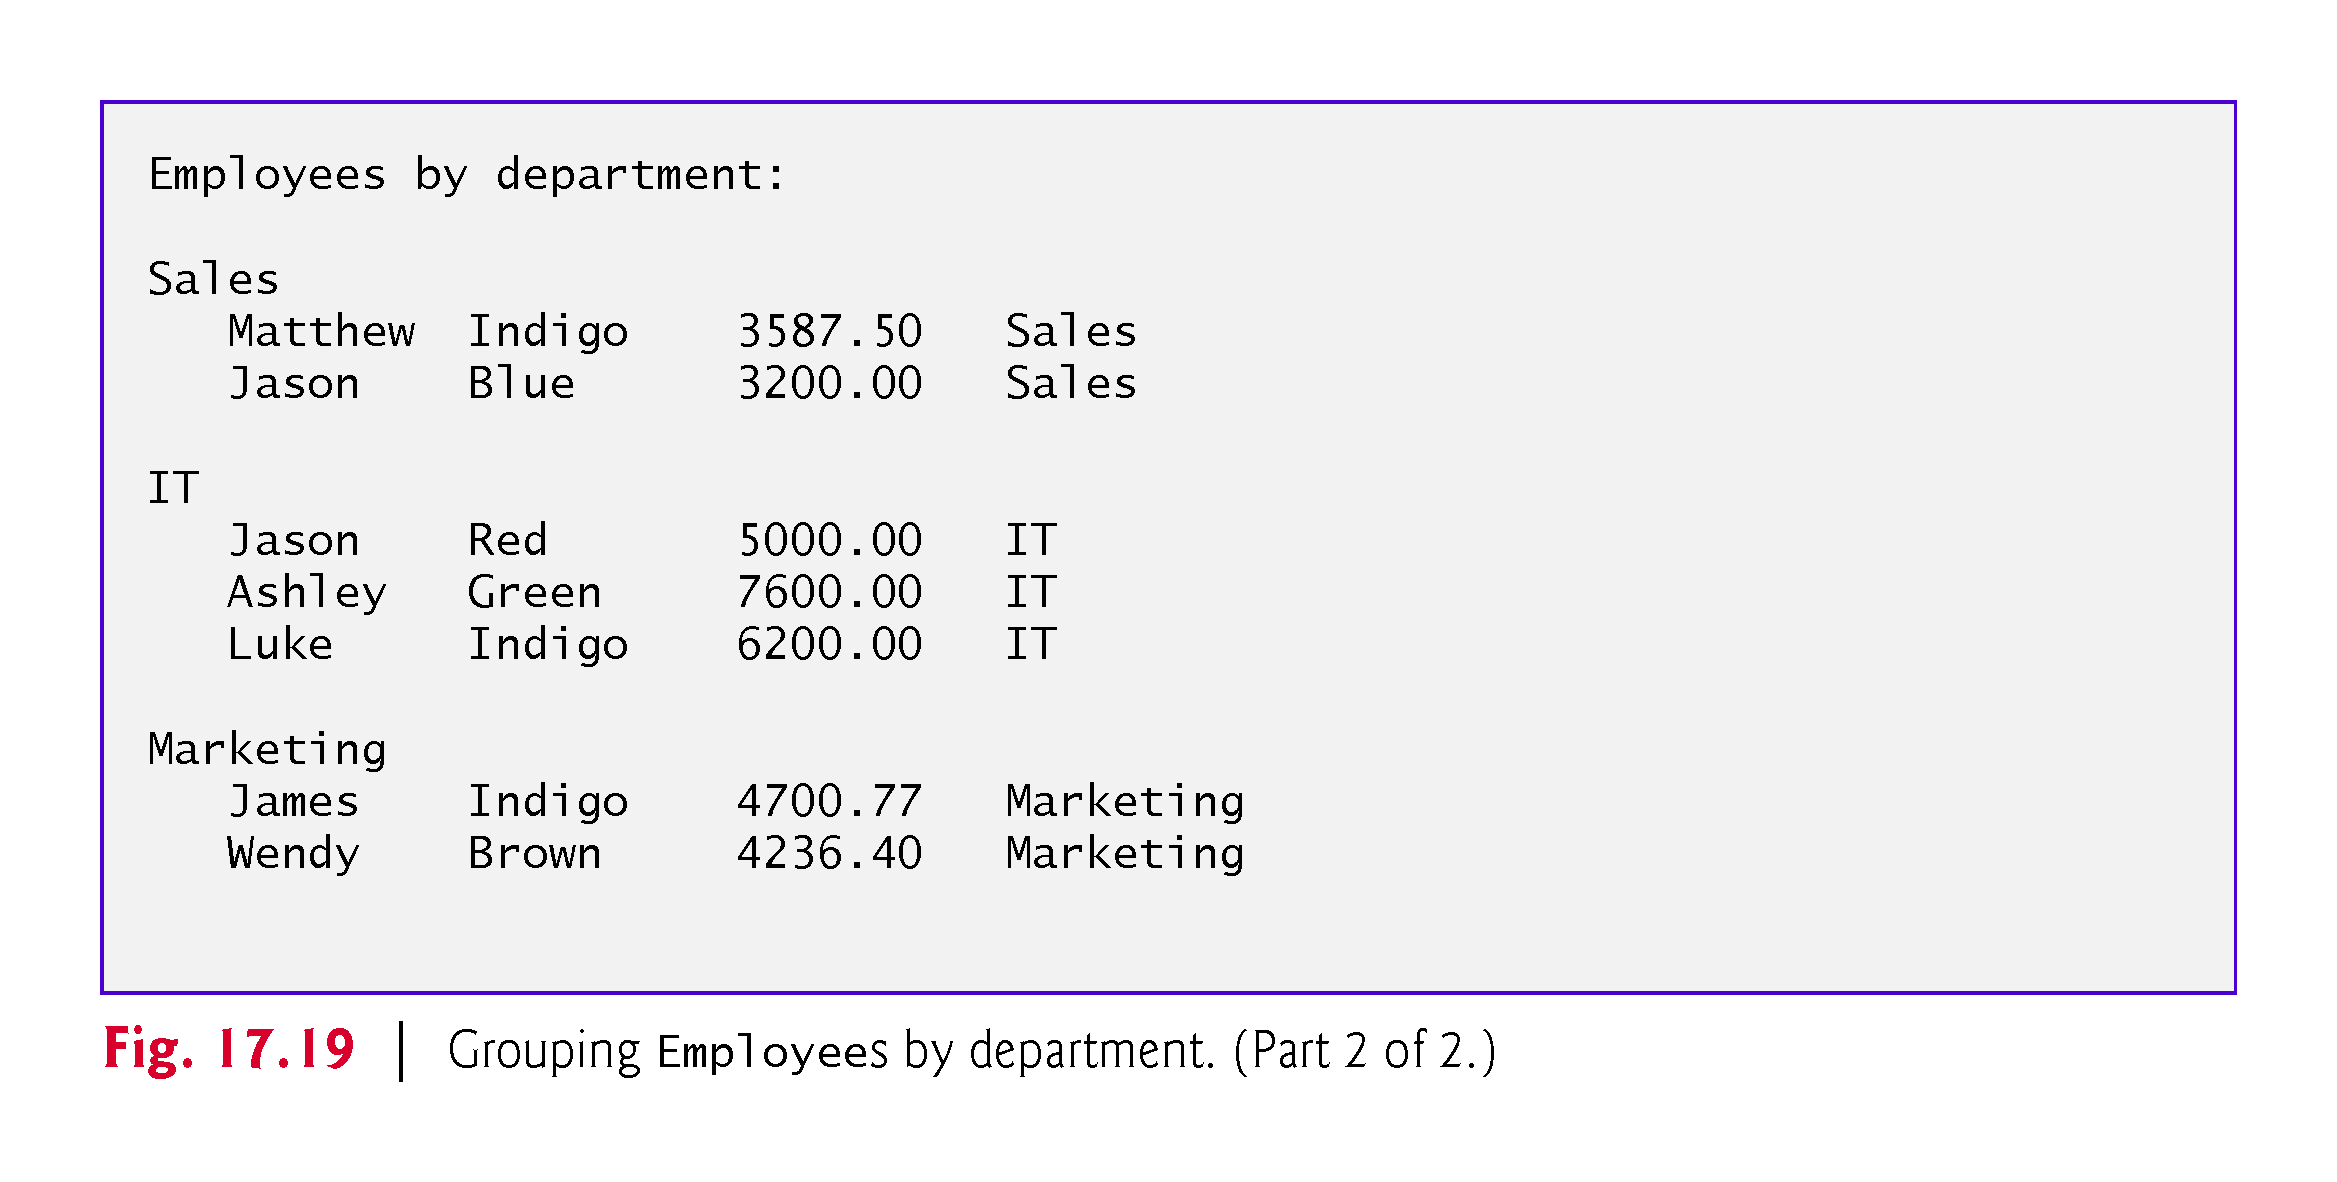 Employees by department:
Sales
Matthew Indigo 3587.50 Sales
Jason Blue 3200.00 Sales
IT
Jason Red 5000.00 IT
Ashley Green 7600.00 IT
Luke Indigo 6200.00 IT
Marketing
James Indigo 4700.77 Marketing
Wendy Brown 4236.40 Marketing
Fig. 17.19 | Grouping Employees by department. (Part 2 of 2.)